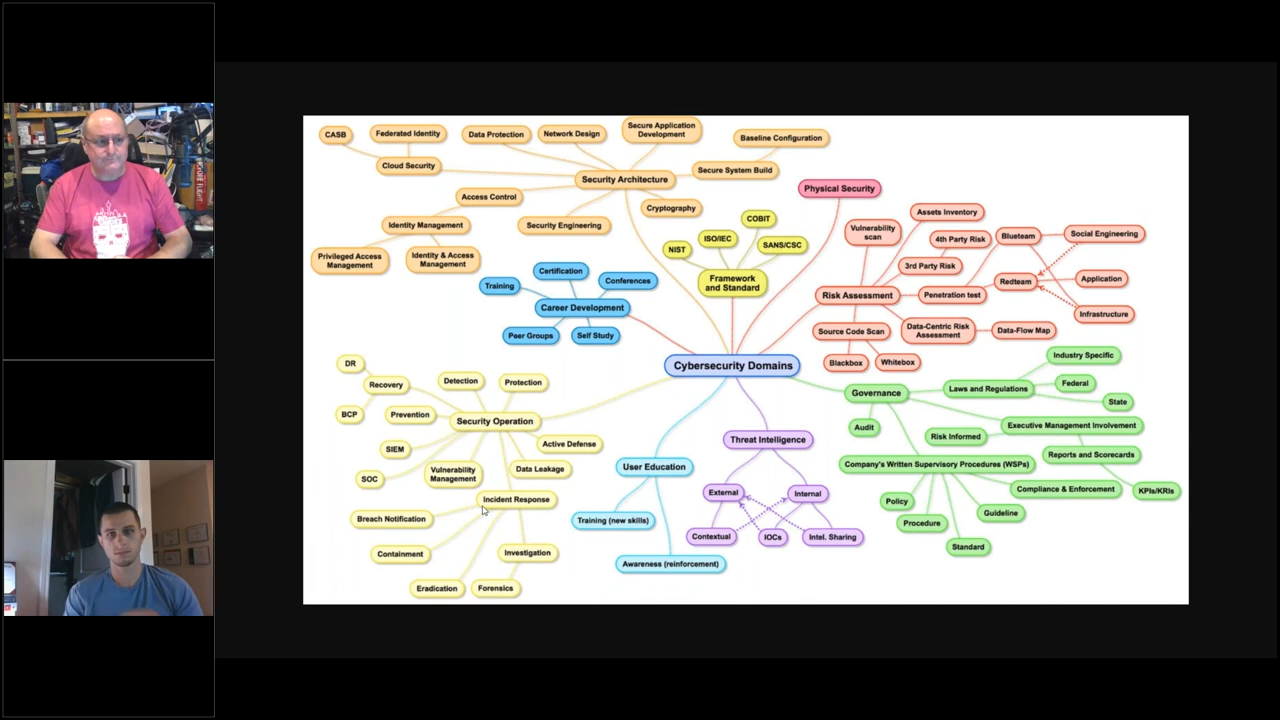 CASB
Federated Identity
Data Protection
Network Design
Secure Application
Development
Baseline Configuration
Cloud Security
Security Architecture
Secure System Build
Access Control
Cryptography
Identity Management
Security Engineering
Privileged Access
Management
Identity & Access
Management
Physical Security
COBIT
ISO/IEC
NIST
SANS/CSC
Framework
and Standard
Certification
Training
Conferences
Career Development
Peer Groups
Self Study
Vulnerability
scan
Assets Inventory
4th Party Risk
Blueteam
Social Engineering
3rd Party Risk
Redteam
Application
Risk Assessment
Penetration test
Infrastructure
Source Code Scan
Data-Centric Risk
Assessment
Data-Flow Map
Blackbox
Whitebox
Cybersecurity Domains
DR
Recovery
Detection
Protection
BCP
Prevention
Security Operation
SIEM
Active Defense
SOC
Vulnerability
Management
Data Leakage
Incident Response
Breach Notification
Containment
Investigation
Eradication
Forensics
User Education
Training (new skills)
Awareness (reinforcement)
Threat Intelligence
External
Internal
Contextual
IOCs
Intel. Sharing
Industry Specific
Governance
Laws and Regulations
Federal
State
Audit
Risk Informed
Executive Management Involvement
Reports and Scorecards
Company's Written Supervisory Procedures (WSPs)
Compliance & Enforcement
KPIs/KRIs
Policy
Guideline
Procedure
Standard